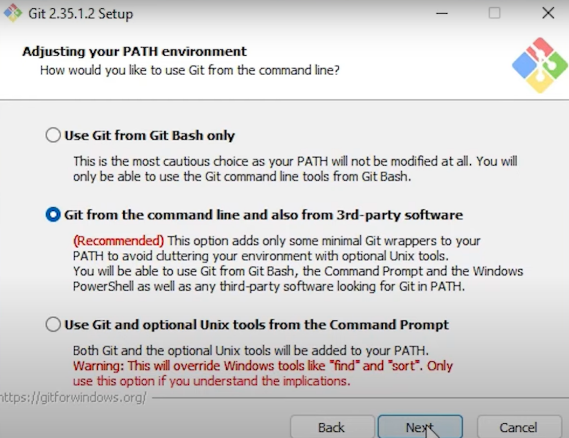 Git 2.35.1.2 Setup
Adjusting your PATH environment
How would you like to use Git from the command line?
Use Git from Git Bash only
This is the most cautious choice as your PATH will not be modified at all. You will
only be able to use the Git command line tools from Git Bash.
Git from the command line and also from 3rd-party software
(Recommended) This option adds only some minimal Git wrappers to your
PATH to avoid cluttering your environment with optional Unix tools.
You will be able to use Git from Git Bash, the Command Prompt and the Windows
PowerShell as well as any third-party software looking for Git in PATH.
Use Git and optional Unix tools from the Command Prompt
Both Git and the optional Unix tools will be added to your PATH.
Warning: This will override Windows tools like "find" and "sort". Only
use this option if you understand the implications.
https://gitforwindows.org/
Back Next Cancel